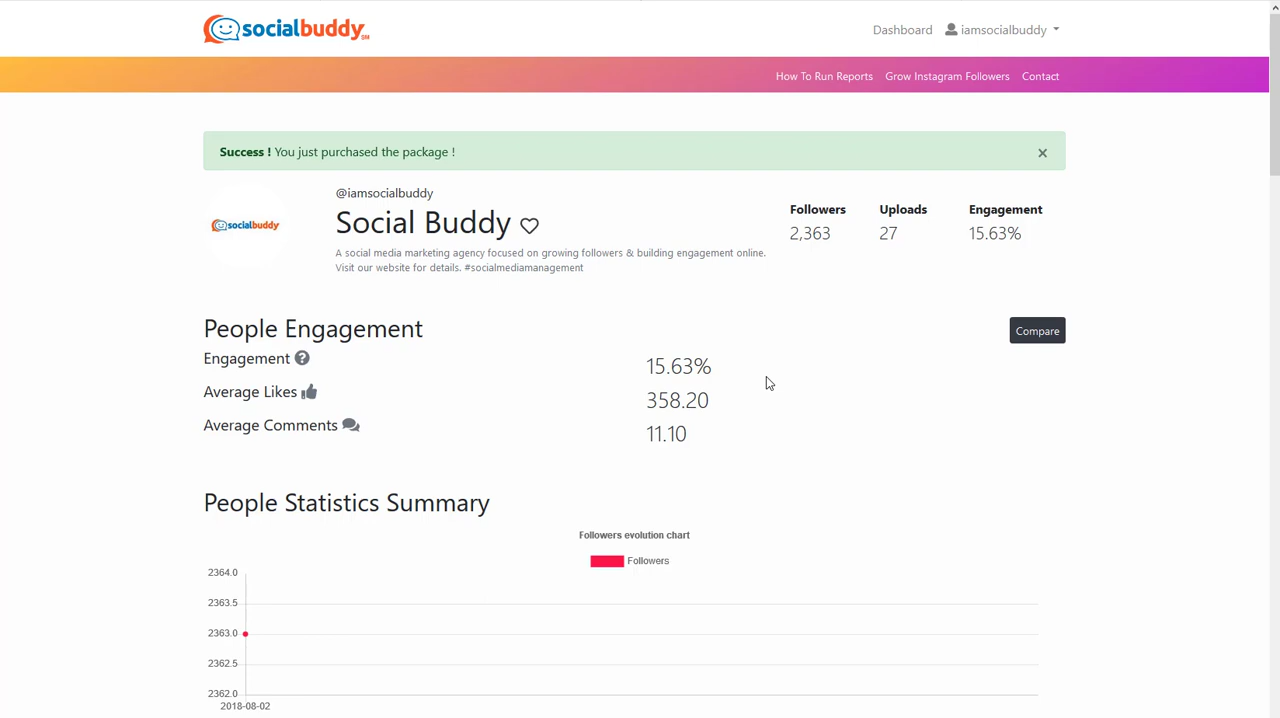 socialbuddy SM
Dashboard iamsocialbuddy
How To Run Reports Grow Instagram Followers Contact
Success ! You just purchased the package ! ×
socialbuddy
@iamsocialbuddy
Social Buddy
A social media marketing agency focused on growing followers & building engagement online.
Visit our website for details. #socialmediamanagement
Followers Uploads Engagement
2,363 27 15.63%
People Engagement
Compare
Engagement ? 15.63%
Average Likes 358.20
Average Comments 11.10
People Statistics Summary
Followers evolution chart
Followers
2364.0
2363.5
2363.0
2362.5
2362.0
2018-08-02